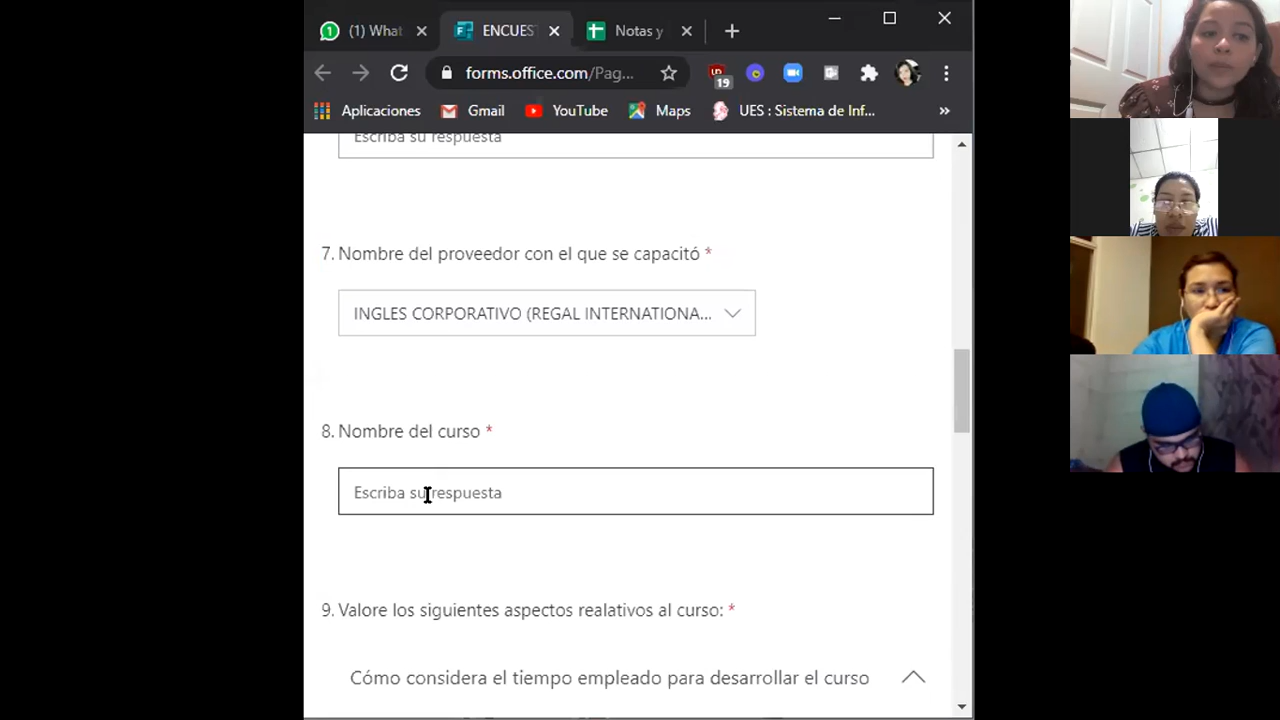 (1) What
ENCUES
Notas y
forms.office.com/Pag...
19
Aplicaciones
Gmail
YouTube
Maps
UES : Sistema de Inf...
»
Escriba su respuesta
7. Nombre del proveedor con el que se capacitó *
INGLES CORPORATIVO (REGAL INTERNATIONA...
8. Nombre del curso *
Escriba su respuesta
9. Valore los siguientes aspectos realativos al curso: *
Cómo considera el tiempo empleado para desarrollar el curso